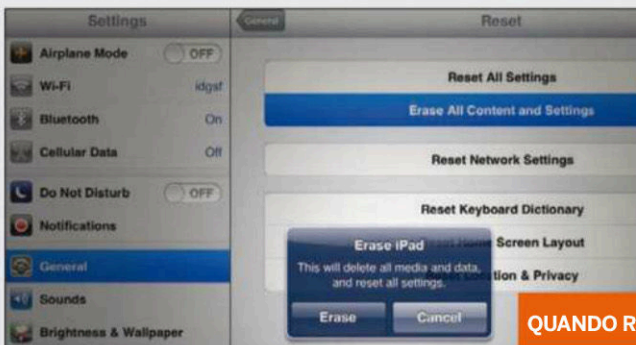 Settings
Airplane Mode OFF
Wi-Fi idgsf
Bluetooth On
Cellular Data Off
Do Not Disturb OFF
Notifications
General
Sounds
Brightness & Wallpaper
General Reset
Reset All Settings
Erase All Content and Settings
Reset Network Settings
Reset Keyboard Dictionary
Screen Layout
& Privacy
Erase iPad
This will delete all media and data,
and reset all settings.
Erase Cancel
QUANDO R